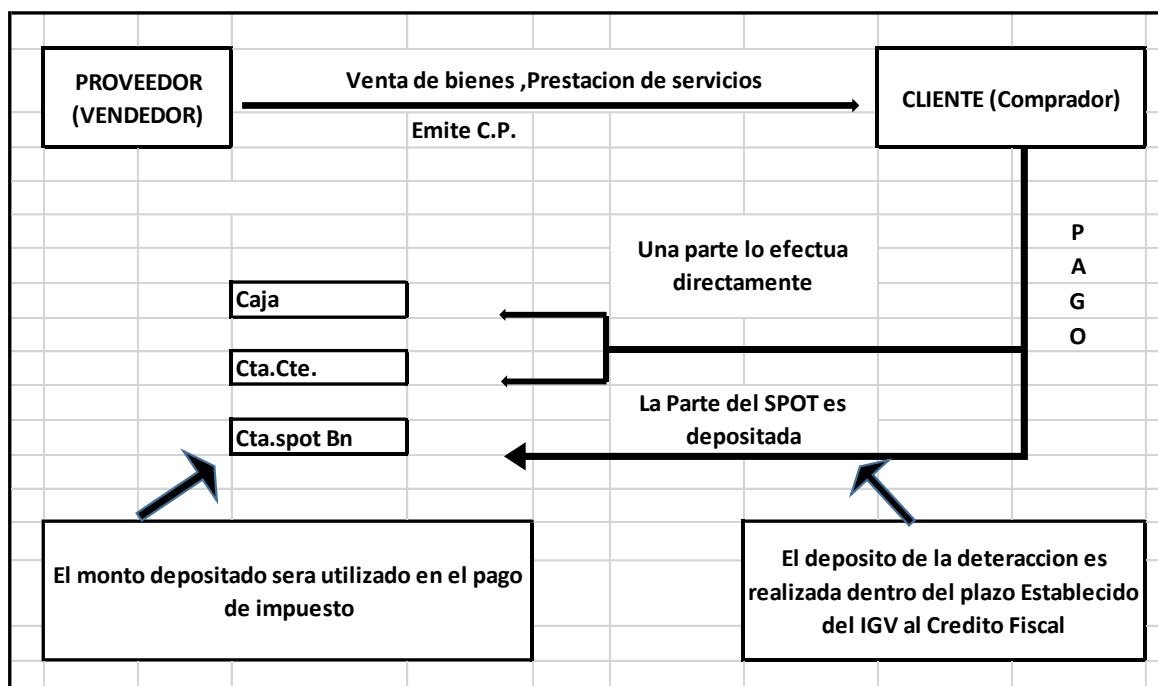 PROVEEDOR
(VENDEDOR)
Venta de bienes ,Prestacion de servicios
Emite C.P.
CLIENTE (Comprador)
P
A
G
O
Una parte lo efectua
directamente
Caja
Cta.Cte.
La Parte del SPOT es
depositada
Cta.spot Bn
El monto depositado sera utilizado en el pago
de impuesto
El deposito de la deteraccion es
realizada dentro del plazo Establecido
del IGV al Credito Fiscal